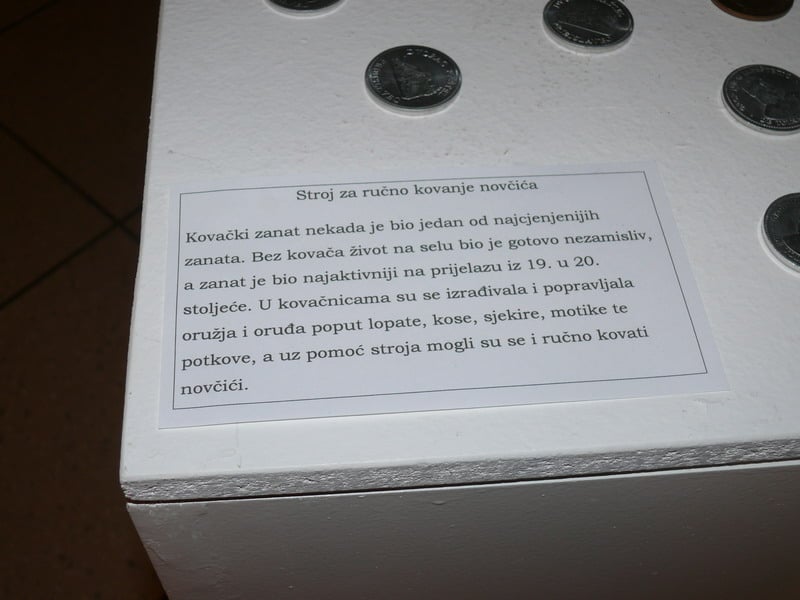 Stroj za ručno kovanje novčića
Kovački zanat nekada je bio jedan od najcjenjenijih
zanata. Bez kovača život na selu bio je gotovo nezamisliv,
a zanat je bio najaktivniji na prijelazu iz 19. u 20.
stoljeće. U kovačnicama su se izrađivala i popravljala
oružja i oruđa poput lopate, kose, sjekire, motike te
potkove, a uz pomoć stroja mogli su se i ručno kovati
novčići.